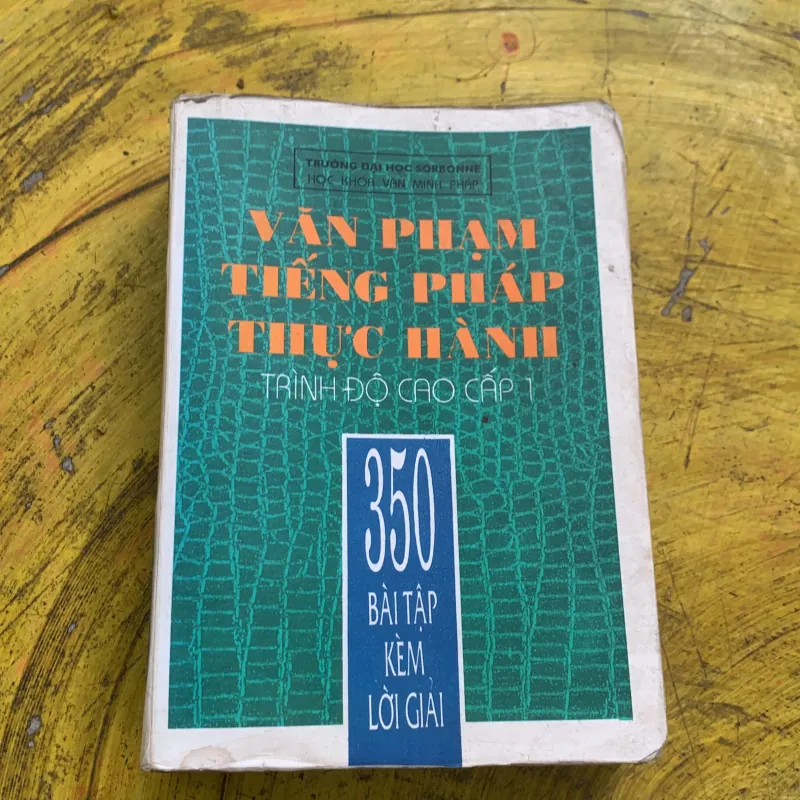 TRƯỜNG ĐẠI HỌC SORBONNE
HỌC KHÓA VĂN MINH PHÁP
VĂN PHẠM
TIẾNG PHÁP
THỰC HÀNH
TRÌNH ĐỘ CAO CẤP 1
350
BÀI TẬP
KÈM
LỜI GIẢI